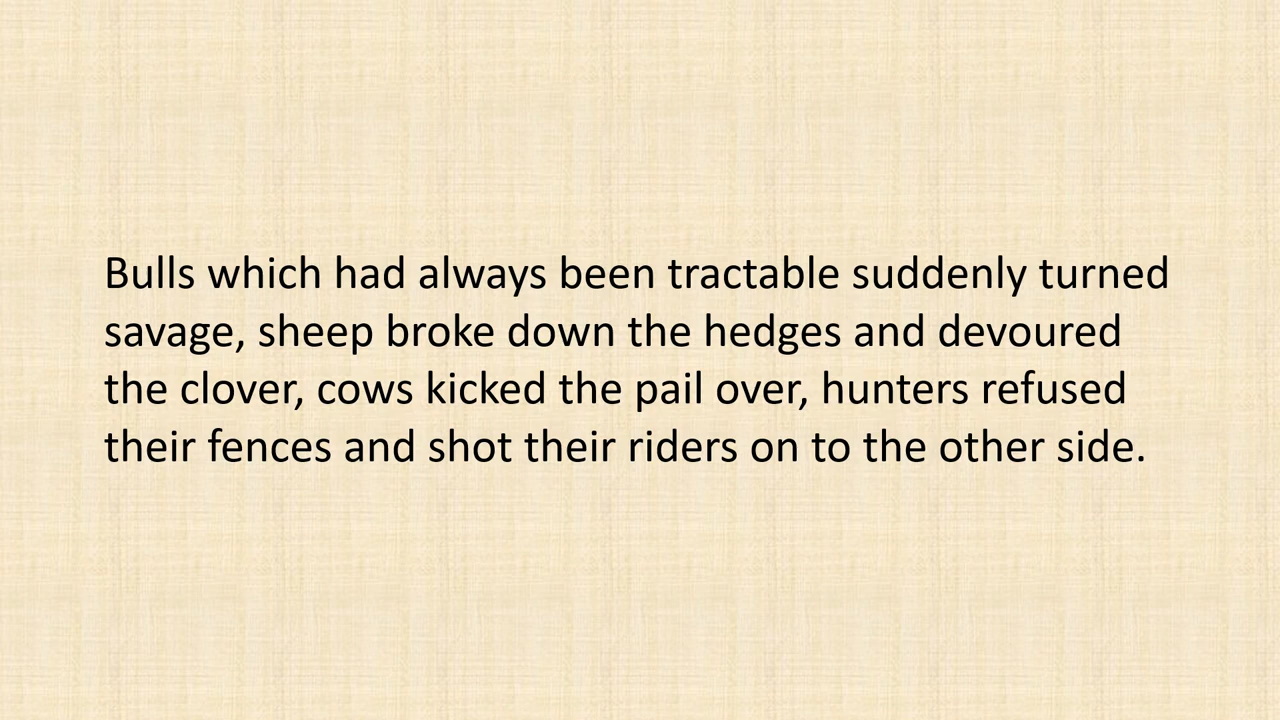 Bulls which had always been tractable suddenly turned
savage, sheep broke down the hedges and devoured
the clover, cows kicked the pail over, hunters refused
their fences and shot their riders on to the other side.